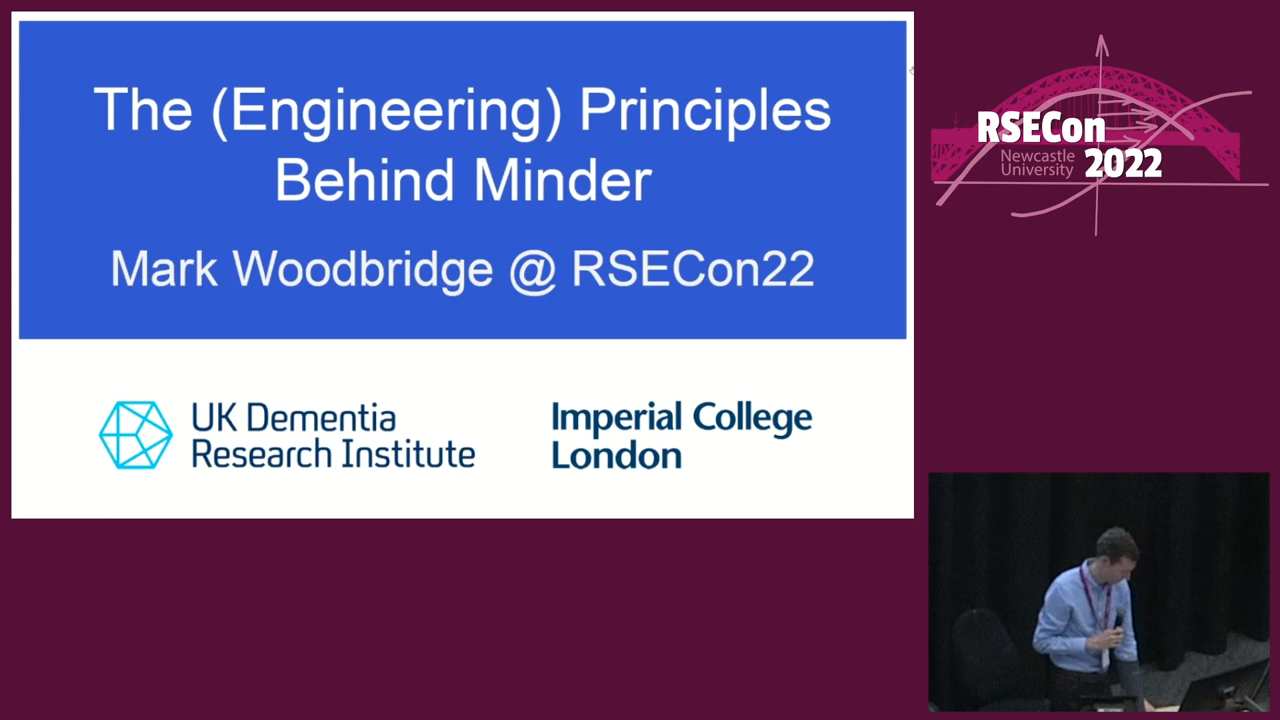 The (Engineering) Principles
Behind Minder
Mark Woodbridge @ RSECon22
UK Dementia
Research Institute
Imperial College
London
RSECon
Newcastle
University
2022